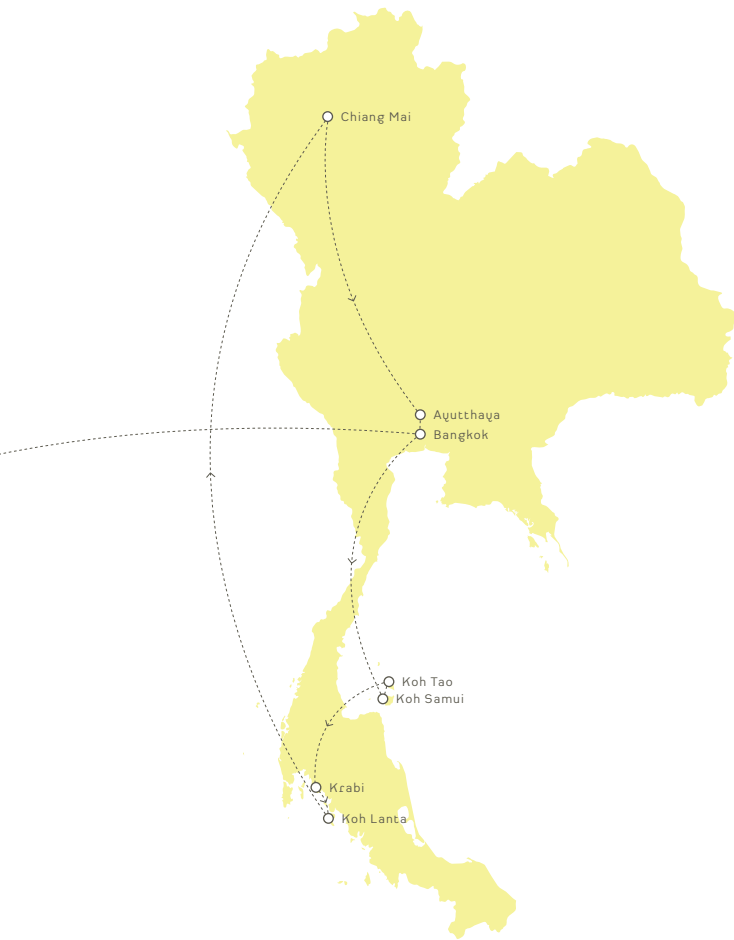 Chiang Mai
Ayutthaya
Bangkok
Koh Tao
Koh Samui
Krabi
Koh Lanta